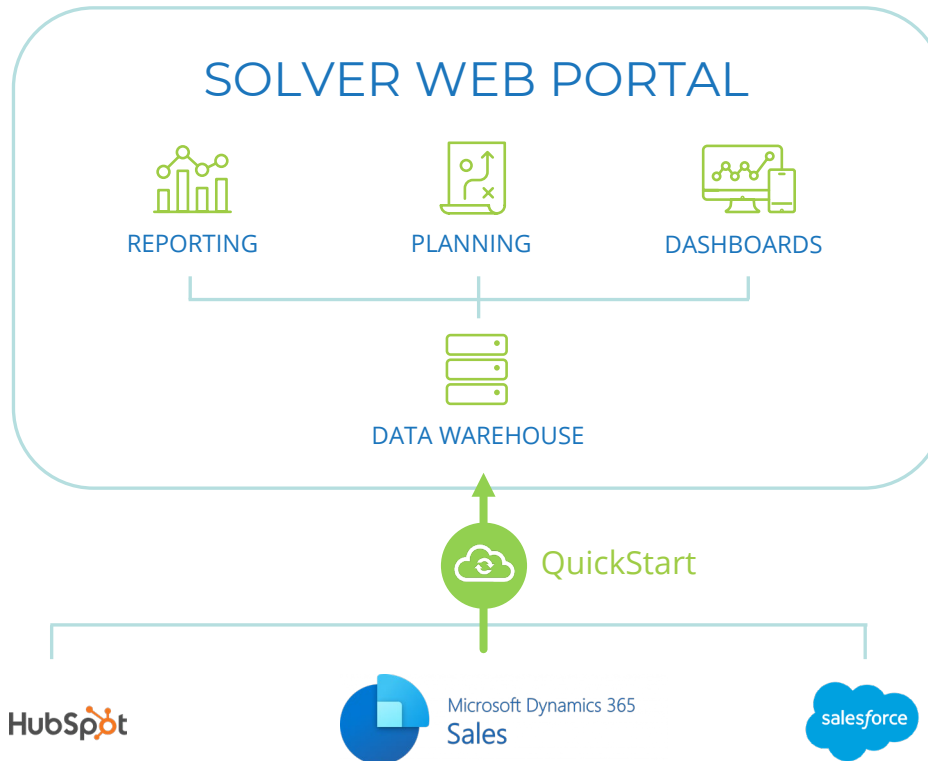 SOLVER WEB PORTAL
REPORTING
PLANNING
DASHBOARDS
DATA WAREHOUSE
QuickStart
HubSpot
Microsoft Dynamics 365
Sales
salesforce